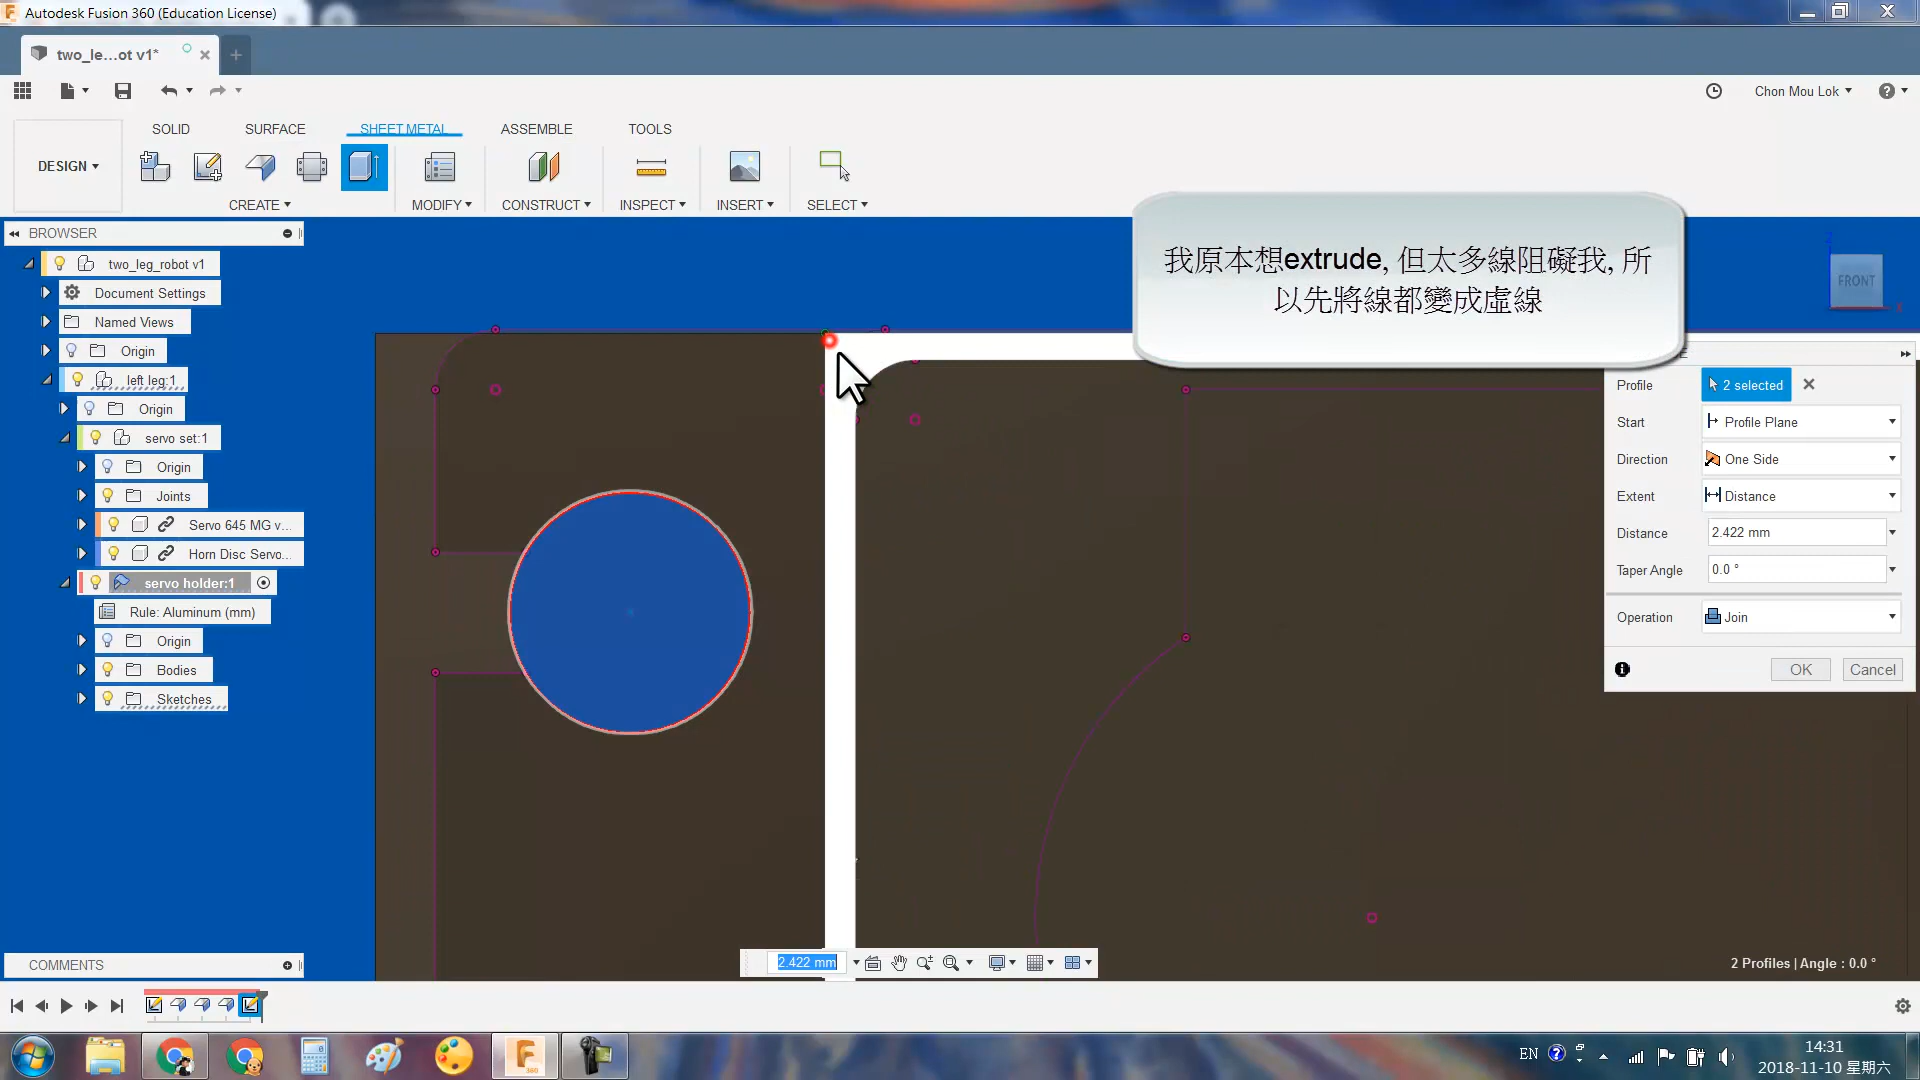 Autodesk Fusion 360 (Education License)
two_le...ot v1*
Chon Mou Lok
DESIGN
SOLID
SURFACE
SHEET METAL
ASSEMBLE
TOOLS
CREATE
MODIFY
CONSTRUCT
INSPECT
INSERT
SELECT
BROWSER
two_leg_robot v1
Document Settings
Named Views
Origin
left leg:1
Origin
servo set:1
Origin
Joints
Servo 645 MG v...
Horn Disc Servo...
servo holder:1
Rule: Aluminum (mm)
Origin
Bodies
Sketches
我原本想extrude, 但太多線阻礙我, 所
以先將線都變成虛線
FRONT
Profile
2 selected
Start
Profile Plane
Direction
One Side
Extent
Distance
Distance
2.422 mm
Taper Angle
0.0 °
Operation
Join
OK
Cancel
COMMENTS
2.422 mm
2 Profiles | Angle : 0.0 °
EN
14:31
2018-11-10 星期六